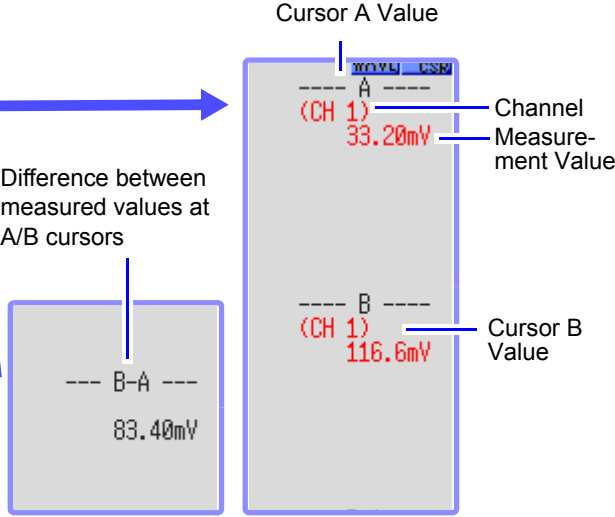 Cursor A Value
CSR
---- A ----
(CH 1)
33.20mV
Channel
Measure-
ment Value
Difference between
measured values at
A/B cursors
---- B ----
(CH 1)
116.6mV
Cursor B
Value
--- B-A ---
83.40mV